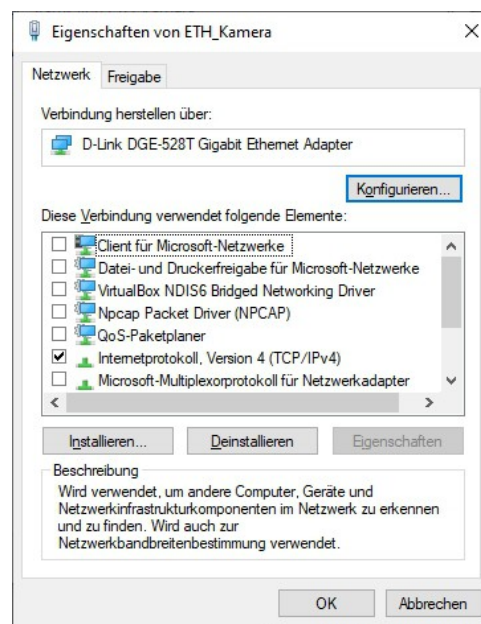 Eigenschaften von ETH_Kamera
Netzwerk
Freigabe
Verbindung herstellen über:
D-Link DGE-528T Gigabit Ethernet Adapter
Konfigurieren...
Diese Verbindung verwendet folgende Elemente:
Client für Microsoft-Netzwerke
Datei- und Druckerfreigabe für Microsoft-Netzwerke
VirtualBox NDIS6 Bridged Networking Driver
Npcap Packet Driver (NPCAP)
QoS-Paketplaner
Internetprotokoll, Version 4 (TCP/IPv4)
Microsoft-Multiplexorprotokoll für Netzwerkadapter
Installieren...
Deinstallieren
Eigenschaften
Beschreibung
Wird verwendet, um andere Computer, Geräte und
Netzwerkinfrastrukturkomponenten im Netzwerk zu erkennen
und zu finden. Wird auch zur
Netzwerkbandbreitenbestimmung verwendet.
OK
Abbrechen